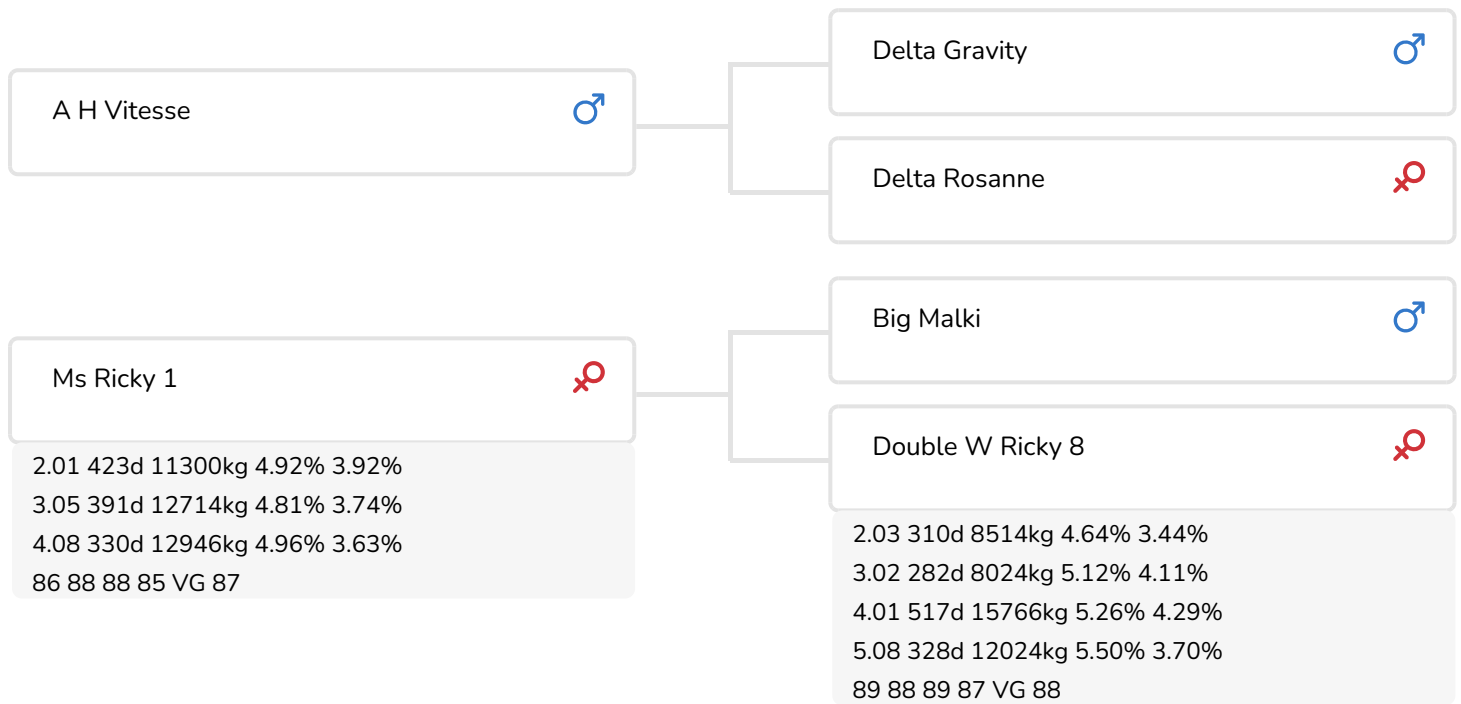 A H Vitesse
Delta Gravity
Delta Rosanne
Ms Ricky 1
2.01 423d 11300kg 4.92% 3.92%
3.05 391d 12714kg 4.81% 3.74%
4.08 330d 12946kg 4.96% 3.63%
86 88 88 85 VG 87
Big Malki
Double W Ricky 8
2.03 310d 8514kg 4.64% 3.44%
3.02 282d 8024kg 5.12% 4.11%
4.01 517d 15766kg 5.26% 4.29%
5.08 328d 12024kg 5.50% 3.70%
89 88 89 87 VG 88